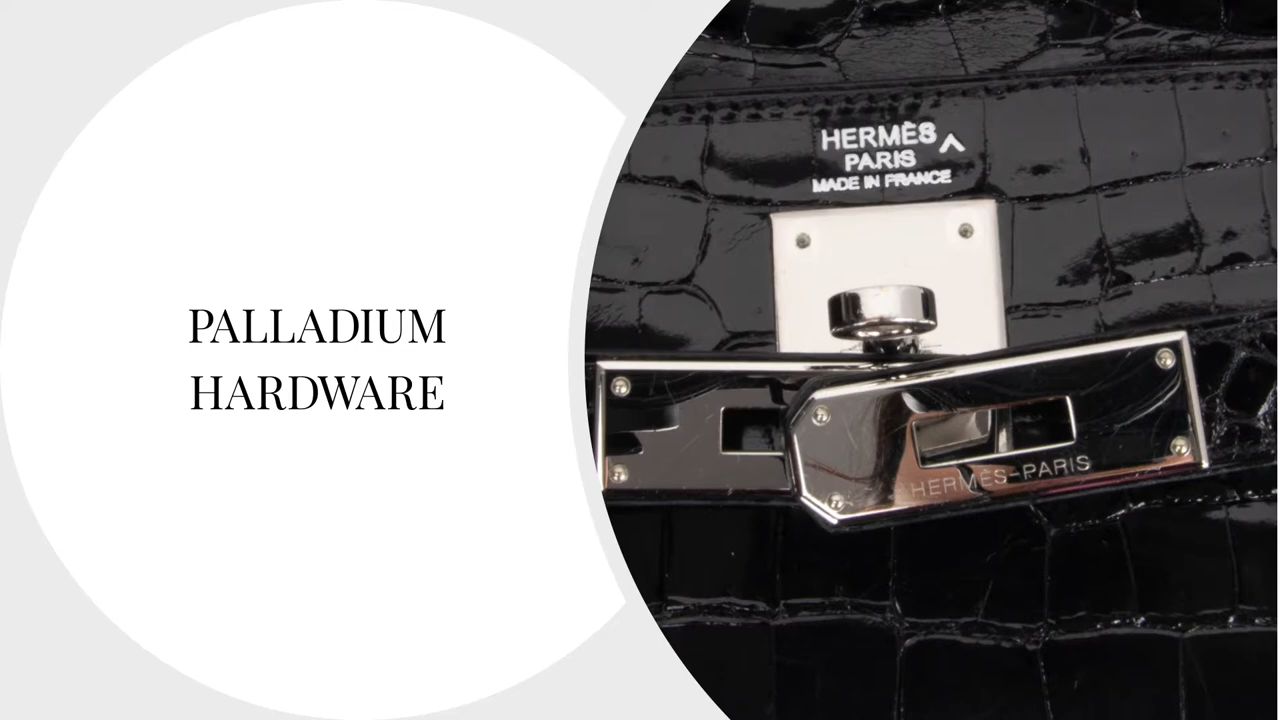 PALLADIUM
HARDWARE
HERMÈS ^
PARIS
MADE IN FRANCE
HERMÈS-PARIS